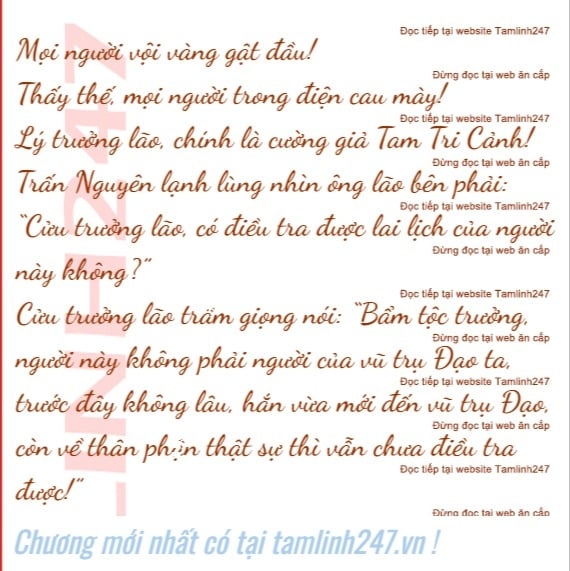 Đọc tiếp tại website Tamlinh247
Mọi người vội vàng gật đầu!
Đừng đọc tại web ăn cắp
Thấy thế, mọi người trong điện cau mày!
Đọc tiếp tại website Tamlinh247
Lý trưởng lão, chính là cường giả Tam Tri Cảnh!
Đừng đọc tại web ăn cắp
Trấn Nguyên lạnh lùng nhìn ông lão bên phải:
Đọc tiếp tại website Tamlinh247
“Cửu trưởng lão, có điều tra được lai lịch của người
Đừng đọc tại web ăn cắp
này không?”
Đọc tiếp tại website Tamlinh247
Cửu trưởng lão trầm giọng nói: “Bẩm tộc trưởng,
Đừng đọc tại web ăn cắp
người này không phải người của vũ trụ Đạo ta,
Đọc tiếp tại website Tamlinh247
trước đây không lâu, hắn vừa mới đến vũ trụ Đạo,
Đừng đọc tại web ăn cắp
còn về thân phận thật sự thì vẫn chưa điều tra
Đọc tiếp tại website Tamlinh247
được!”
Đừng đọc tại web ăn cắp
-INH247
Chương mới nhất có tại tamlinh247.vn !